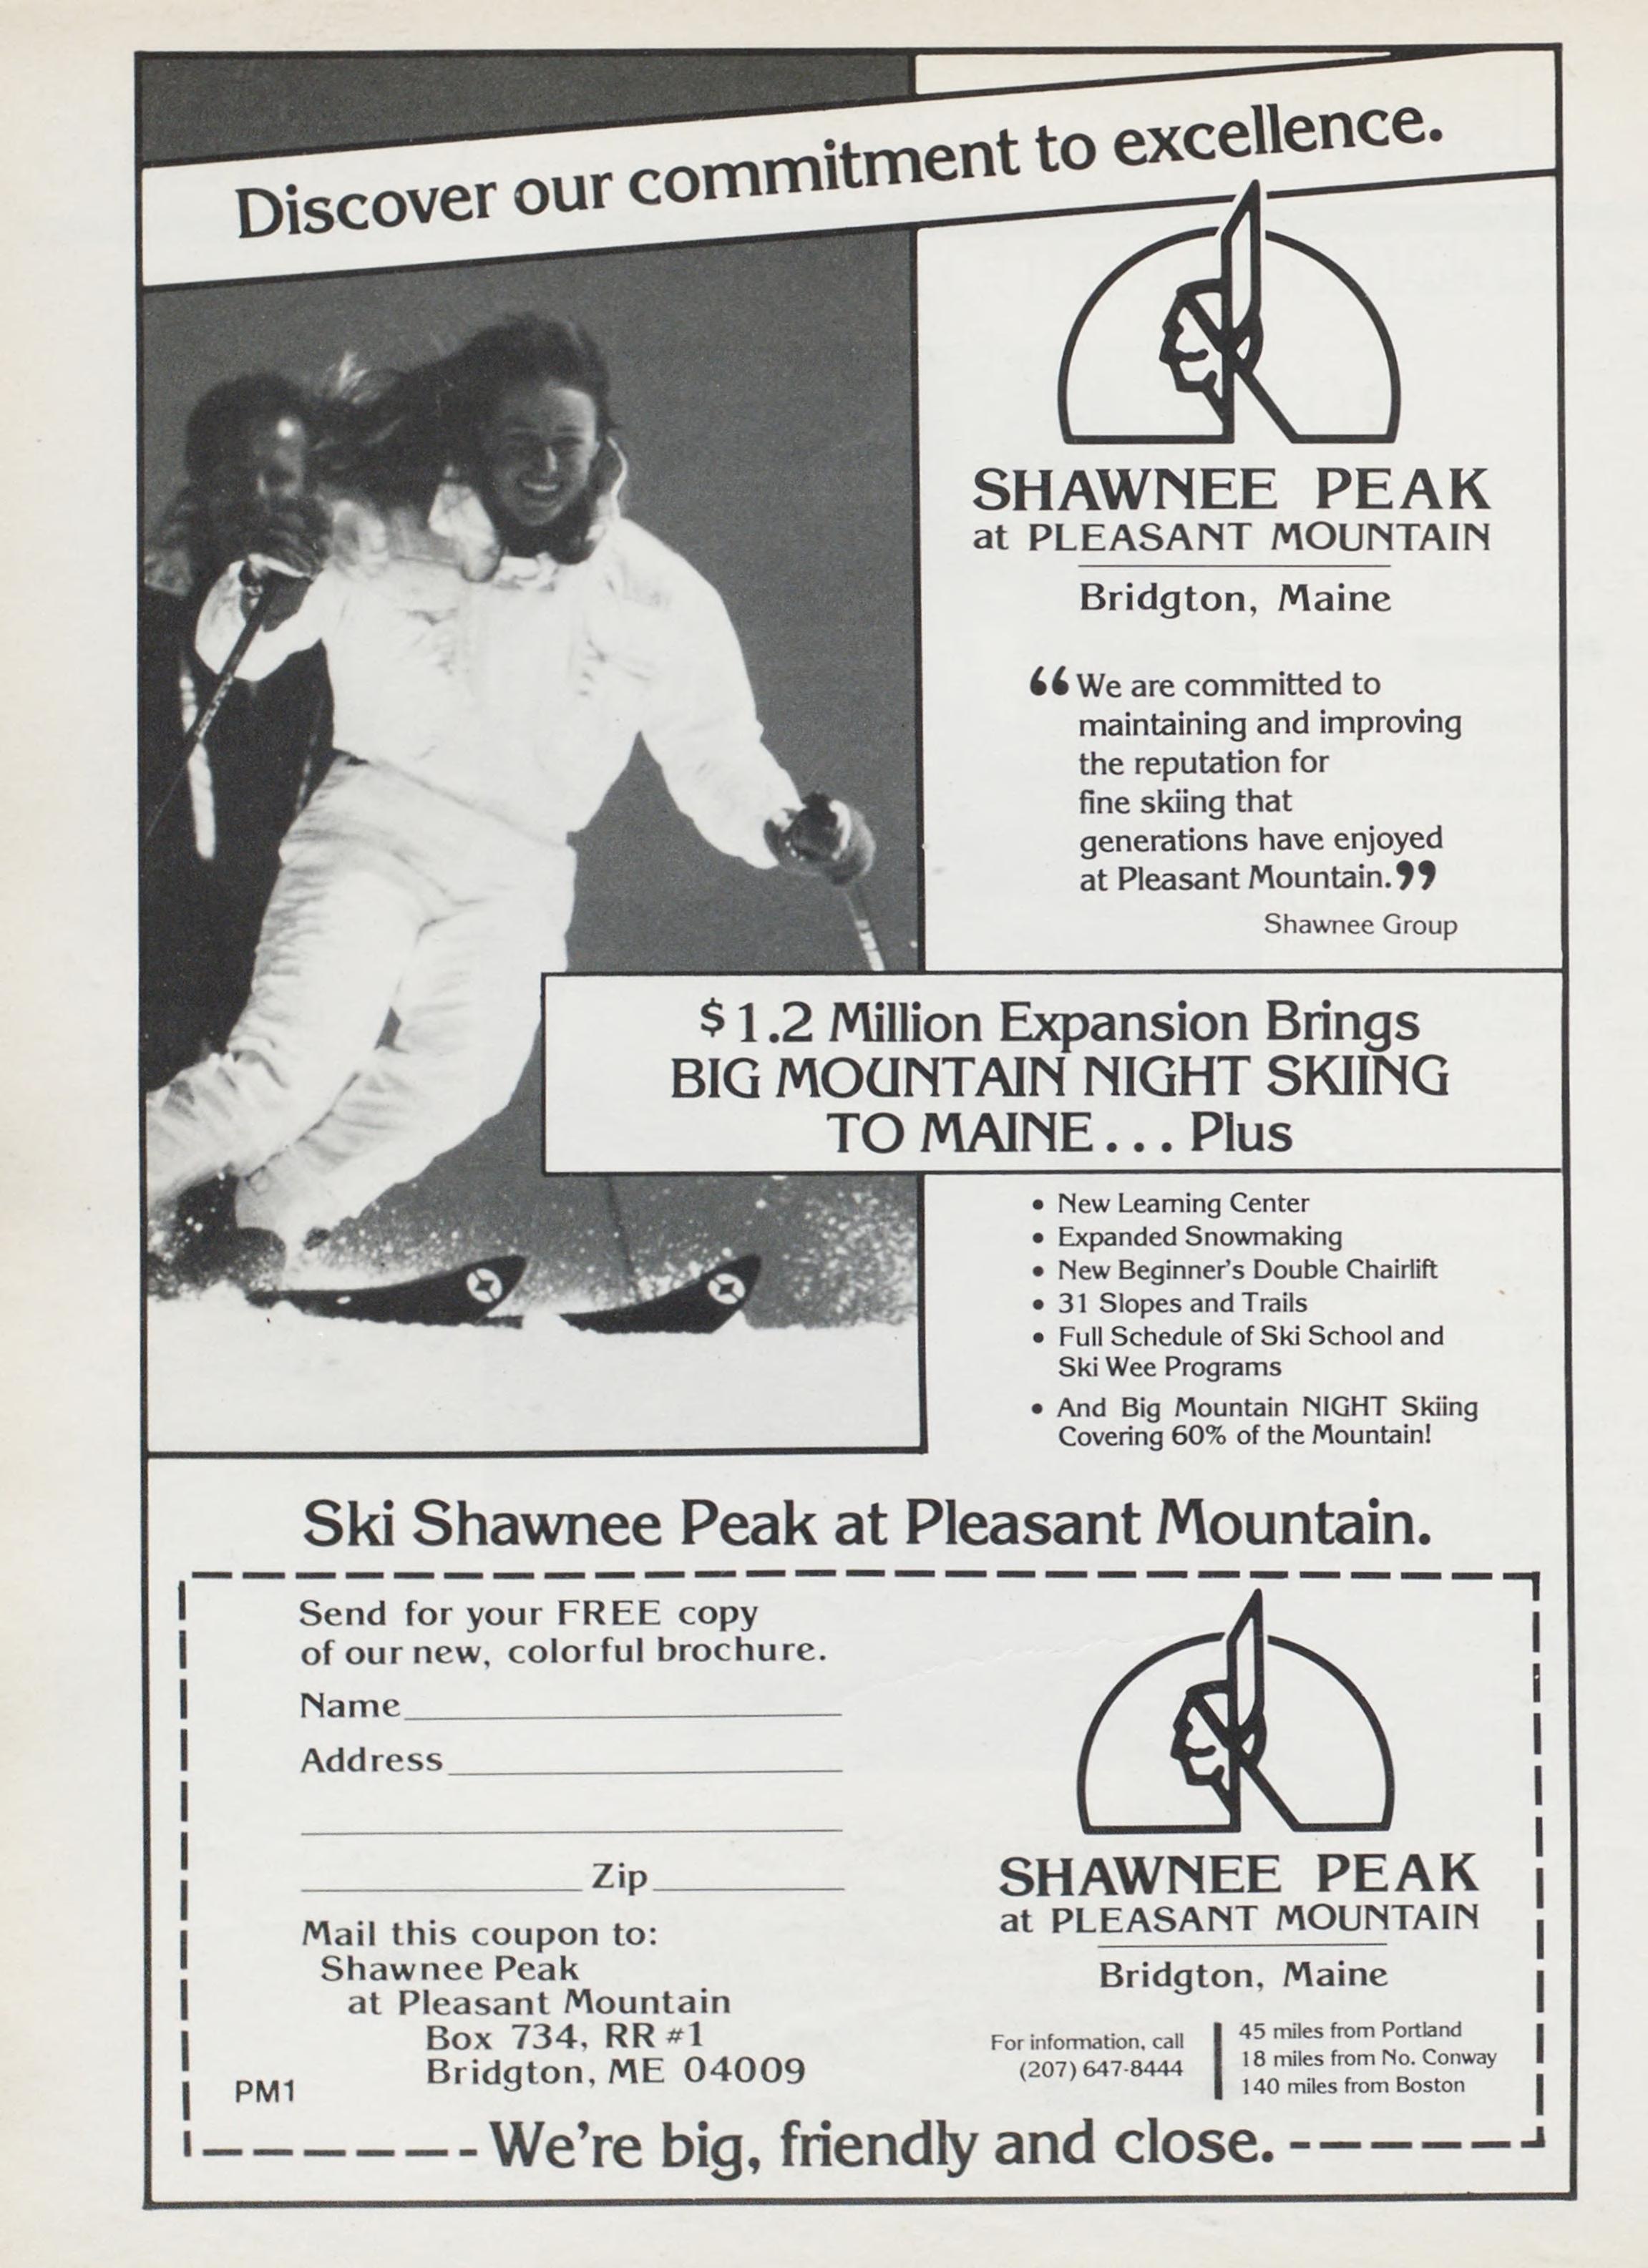 Discover our commitment to excellence.
SHAWNEE PEAK
at PLEASANT MOUNTAIN
Bridgton, Maine
“We are committed to
maintaining and improving
the reputation for
fine skiing that
generations have enjoyed
at Pleasant Mountain.”
Shawnee Group
$1.2 Million Expansion Brings
BIG MOUNTAIN NIGHT SKIING
TO MAINE... Plus
• New Learning Center
• Expanded Snowmaking
• New Beginner's Double Chairlift
• 31 Slopes and Trails
• Full Schedule of Ski School and
Ski Wee Programs
• And Big Mountain NIGHT Skiing
Covering 60% of the Mountain!
Ski Shawnee Peak at Pleasant Mountain.
Send for your FREE copy
of our new, colorful brochure.
Name
Address
Zip
Mail this coupon to:
Shawnee Peak
at Pleasant Mountain
Box 734, RR #1
Bridgton, ME 04009
PM1
SHAWNEE PEAK
at PLEASANT MOUNTAIN
Bridgton, Maine
For information, call
(207) 647-8444
45 miles from Portland
18 miles from No. Conway
140 miles from Boston
We're big, friendly and close.